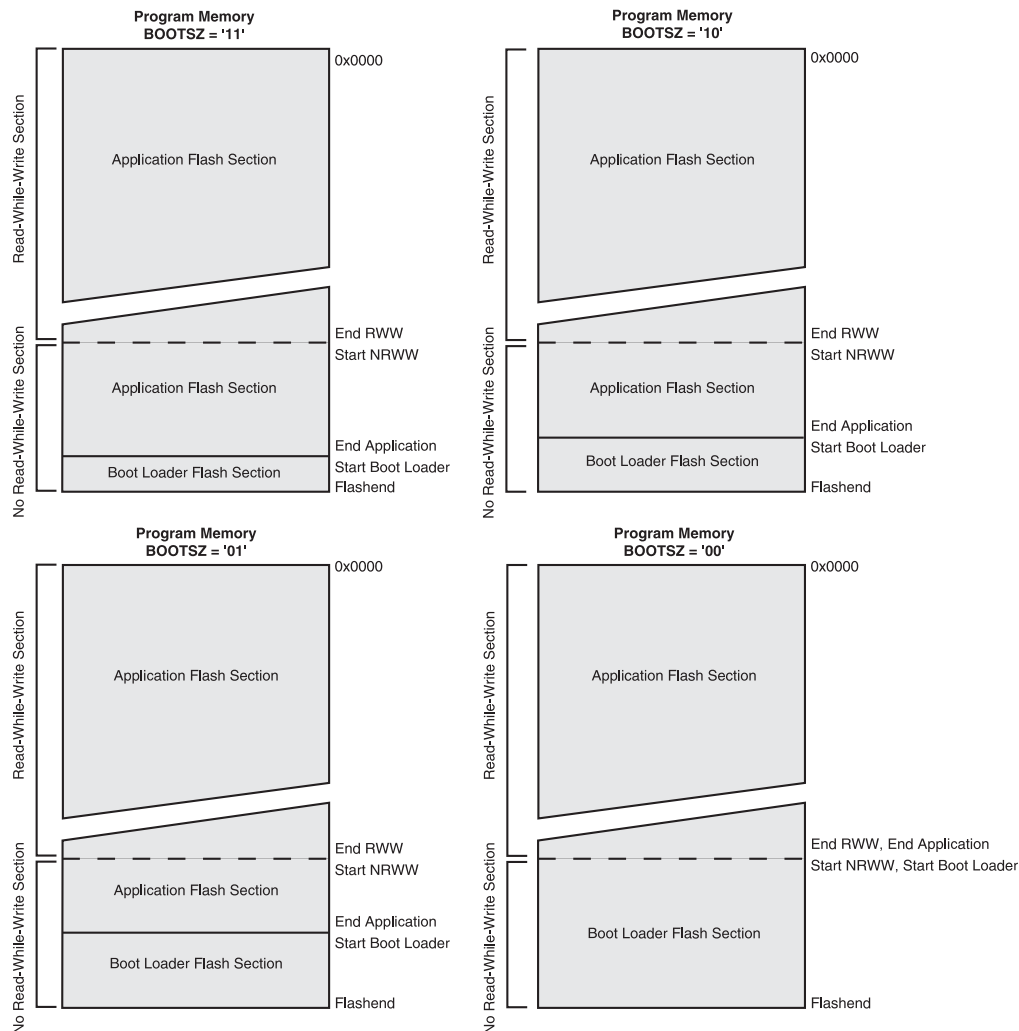 Program Memory
BOOTSZ = '11'
0x0000
Read-While-Write Section
Application Flash Section
End RWW
Start NRWW
No Read-While-Write Section
Application Flash Section
End Application
Start Boot Loader
Boot Loader Flash Section
Flashend
Program Memory
BOOTSZ = '10'
0x0000
Read-While-Write Section
Application Flash Section
End RWW
Start NRWW
No Read-While-Write Section
Application Flash Section
End Application
Start Boot Loader
Boot Loader Flash Section
Flashend
Program Memory
BOOTSZ = '01'
0x0000
Read-While-Write Section
Application Flash Section
End RWW
Start NRWW
No Read-While-Write Section
Application Flash Section
End Application
Start Boot Loader
Boot Loader Flash Section
Flashend
Program Memory
BOOTSZ = '00'
0x0000
Read-While-Write Section
Application Flash Section
End RWW, End Application
Start NRWW, Start Boot Loader
No Read-While-Write Section
Boot Loader Flash Section
Flashend